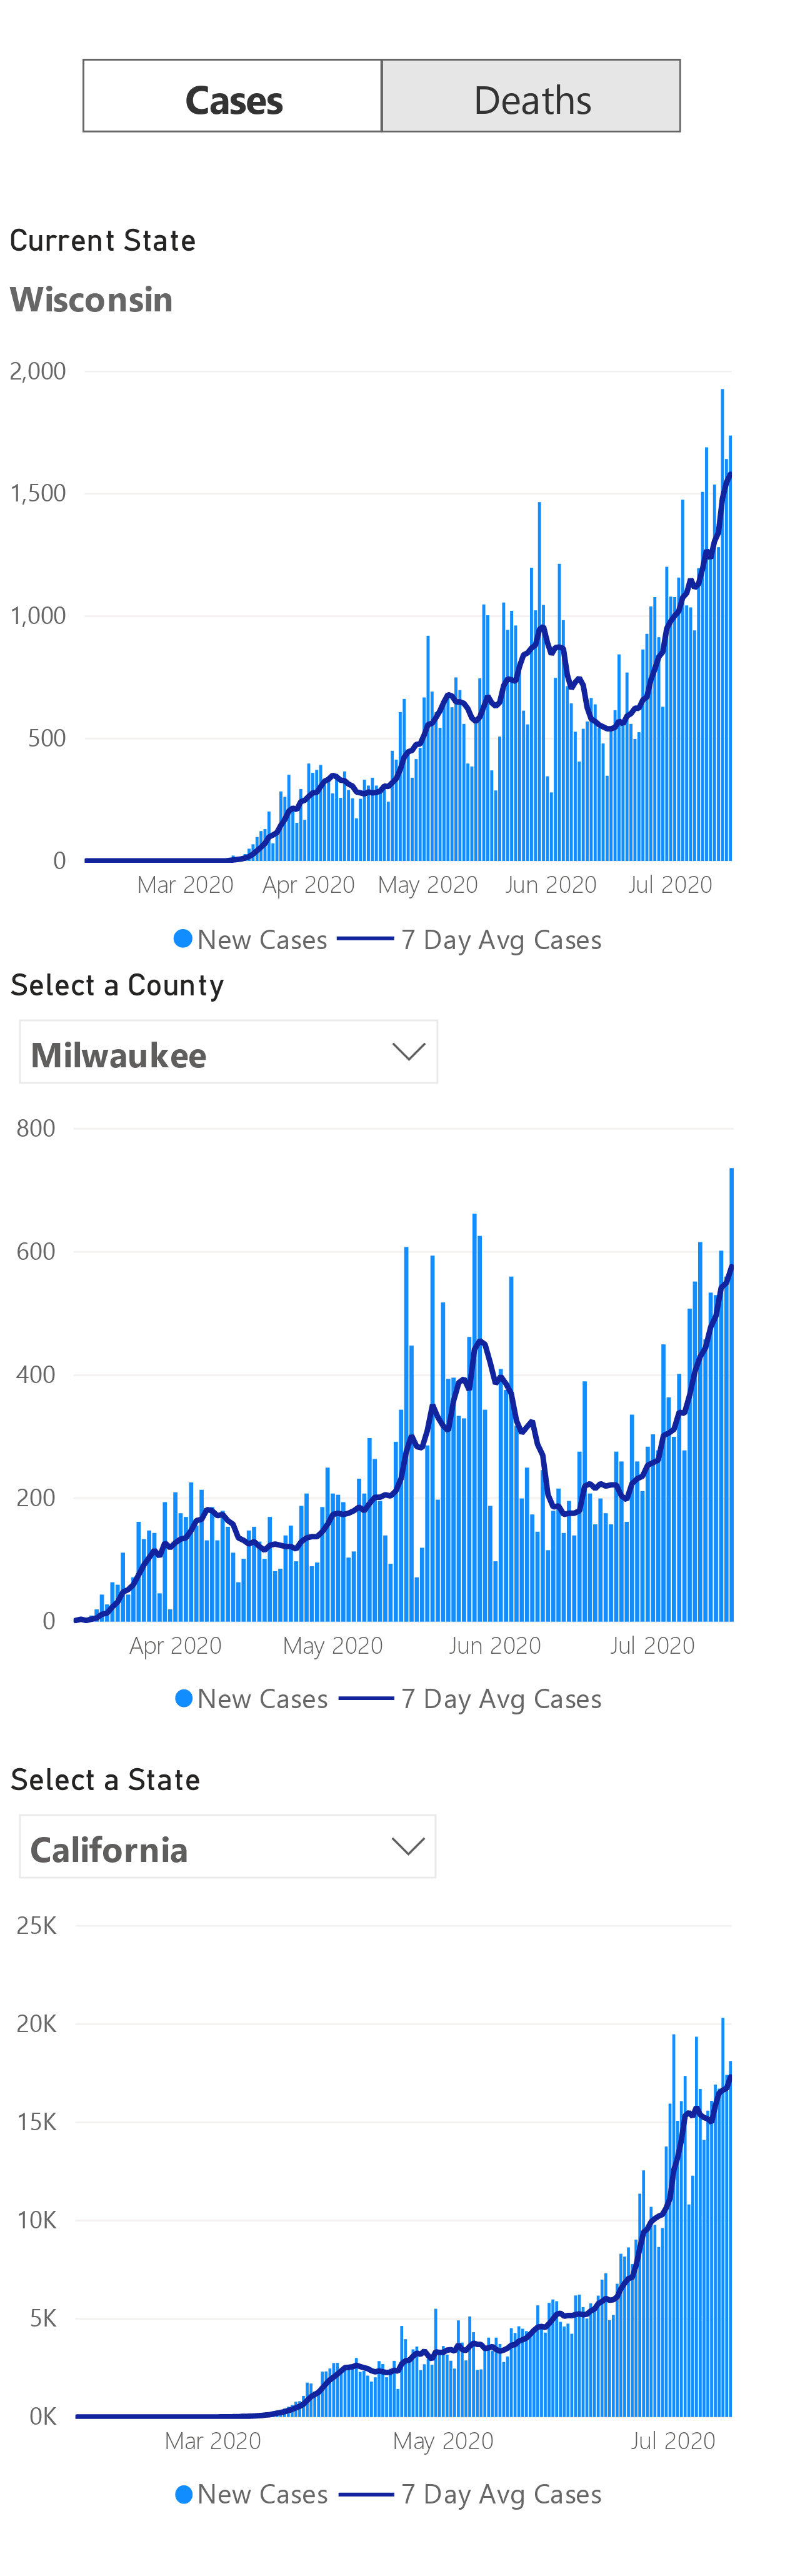 Cases Deaths
Current State
Wisconsin
2,000
1,500
1,000
500
0
Mar 2020 Apr 2020 May 2020 Jun 2020 Jul 2020
New Cases 7 Day Avg Cases
Select a County
Milwaukee
800
600
400
200
0
Apr 2020 May 2020 Jun 2020 Jul 2020
New Cases 7 Day Avg Cases
Select a State
California
25K
20K
15K
10K
5K
0K
Mar 2020 May 2020 Jul 2020
New Cases 7 Day Avg Cases